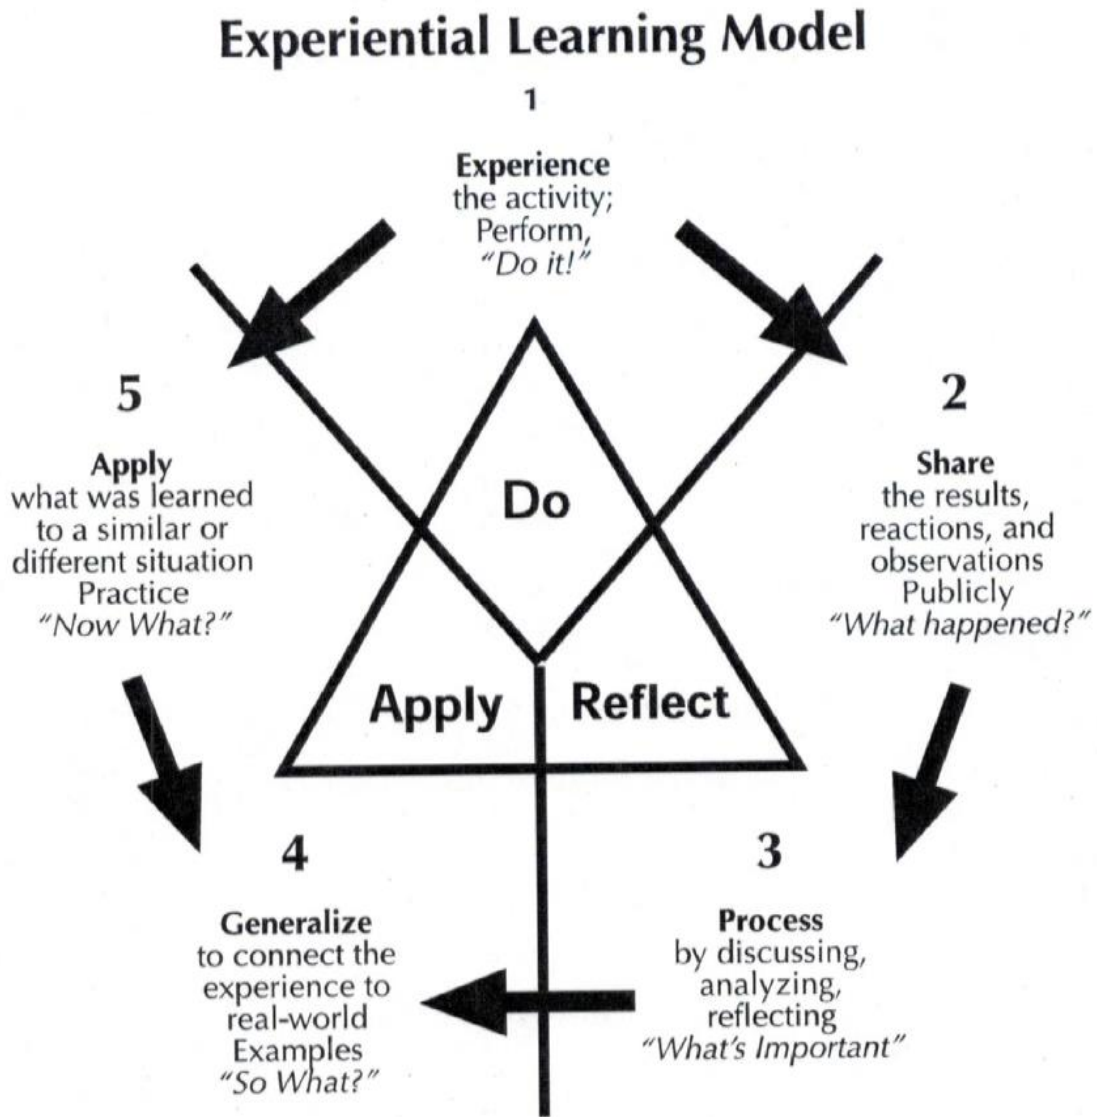 Experiential Learning Model
1
Experience
the activity;
Perform,
“Do it!”
5
Apply
what was learned
to a similar or
different situation
Practice
“Now What?”
2
Share
the results,
reactions, and
observations
Publicly
“What happened?”
Do
Apply
Reflect
4
Generalize
to connect the
experience to
real-world
Examples
“So What?”
3
Process
by discussing,
analyzing,
reflecting
“What's Important”